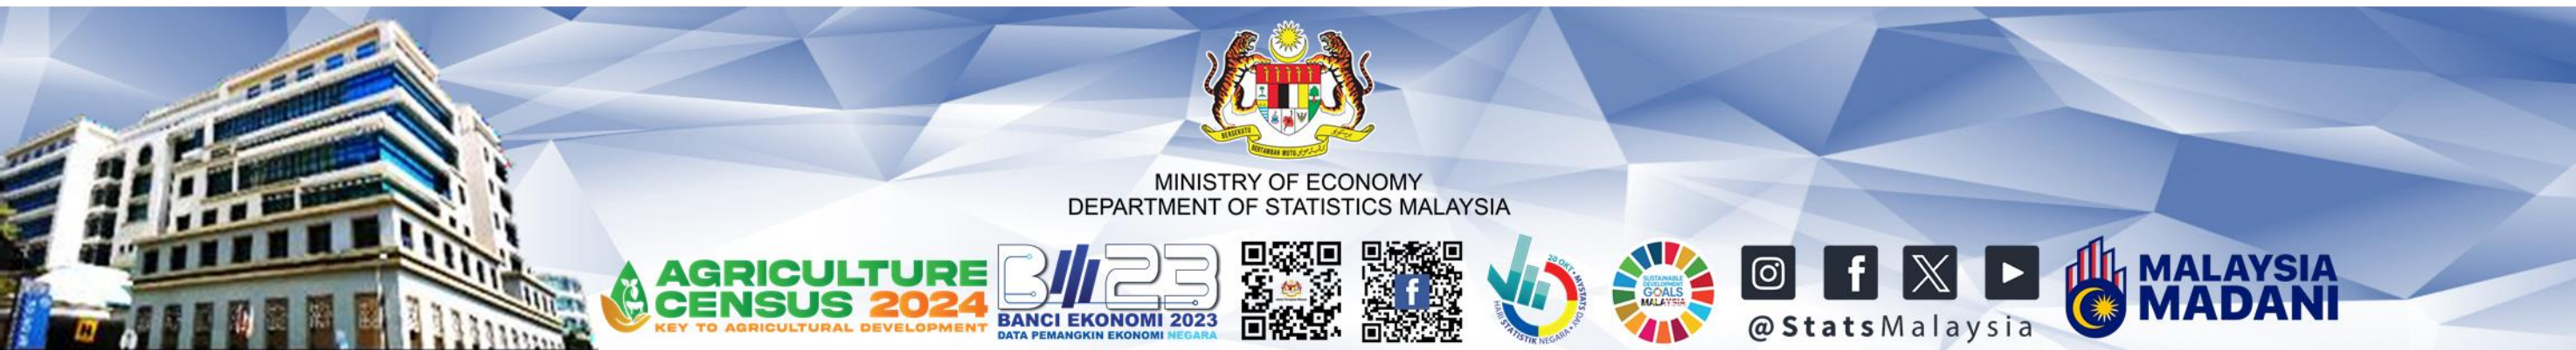 BERSEKUTU
BERTAMBAH MUTU
MINISTRY OF ECONOMY
DEPARTMENT OF STATISTICS MALAYSIA
AGRICULTURE
CENSUS 2024
KEY TO AGRICULTURAL DEVELOPMENT
B23
BANCI EKONOMI 2023
DATA PEMANGKIN EKONOMI NEGARA
20 OKT • MYSTATS DAY •
HARI STATISTIK NEGARA
SUSTAINABLE
DEVELOPMENT
GOALS
MALAYSIA
@StatsMalaysia
MALAYSIA
MADANI